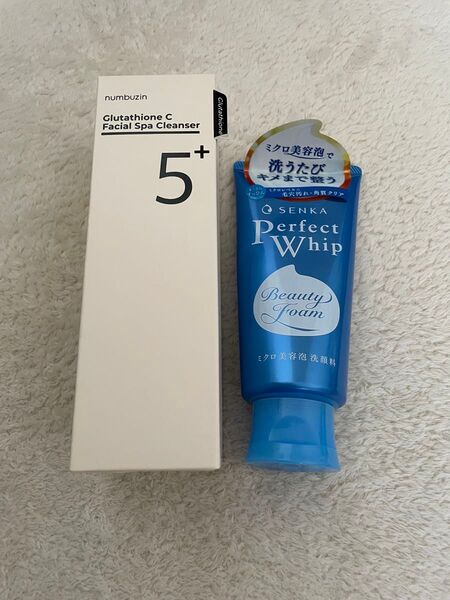 numbuzin
Glutathione C
Facial Spa Cleanser
5+
Glutathione
ミクロ美容泡で
洗うたび
キメまで整う
毛穴汚れ・角質クリア
SENKA
Perfect
Whip
Beauty
Foam
ミクロ美容泡 洗顔料